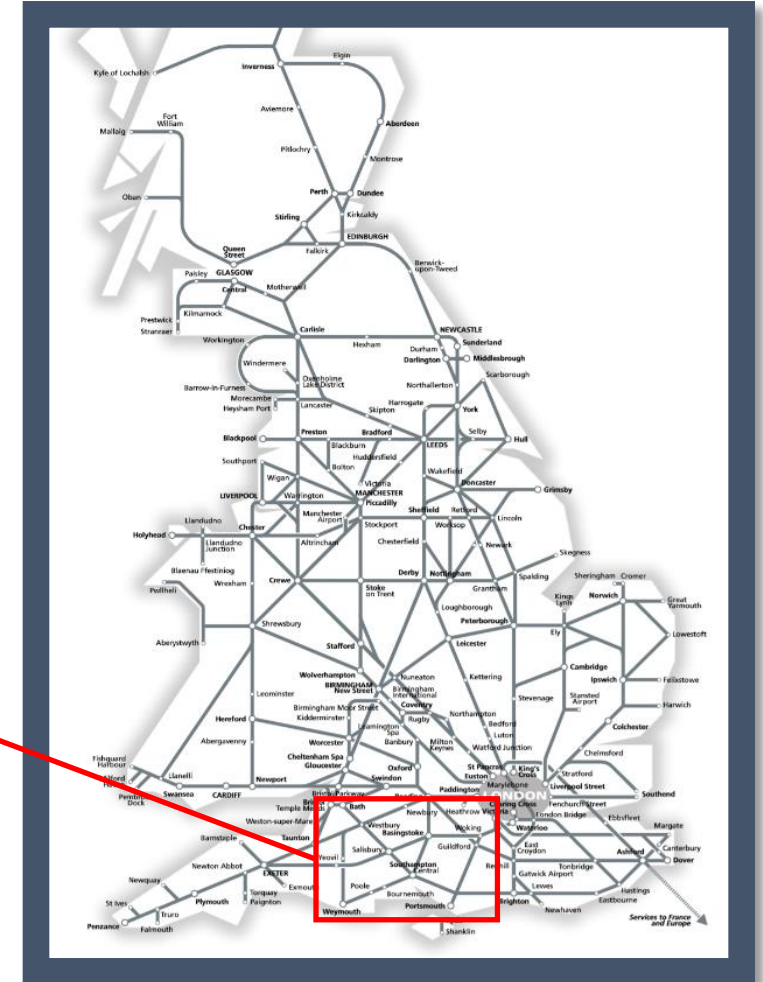 Elgin
Inverness
Kyle of Lochalsh
Aviemore
Fort
William
Aberdeen
Mallaig
Pitlochry
Montrose
Perth
Dundee
Oban
Stirling
Kirkcaldy
EDINBURGH
Queen
Street
Falkirk
Berwick-
upon-Tweed
Paisley
GLASGOW
Central
Motherwell
Prestwick
Kilmarnock
Stranraer
Carlisle
NEWCASTLE
Workington
Hexham
Sunderland
Durham
Darlington
Middlesbrough
Windermere
Scarborough
Oxenholme
Lake District
Barrow-in-Furness
Northallerton
Morecambe
Heysham Port
Lancaster
Harrogate
York
Skipton
Preston
Bradford
Selby
Blackpool
Blackburn
LEEDS
Hull
Huddersfield
Southport
Bolton
Wakefield
Wigan
Victoria
Doncaster
MANCHESTER
LIVERPOOL
Warrington
Piccadilly
Grimsby
Manchester
Airport
Sheffield
Retford
Llandudno
Chester
Stockport
Worksop
Lincoln
Holyhead
Llandudno
Junction
Altrincham
Chesterfield
Newark
Skegness
Blaenau Ffestiniog
Derby
Nottingham
Pwllheli
Wrexham
Crewe
Stoke
on Trent
Grantham
Spalding
Sheringham
Cromer
Kings
Lynn
Norwich
Great
Yarmouth
Loughborough
Peterborough
Shrewsbury
Ely
Lowestoft
Aberystwyth
Stafford
Leicester
Wolverhampton
Cambridge
Nuneaton
BIRMINGHAM
New Street
Kettering
Ipswich
Felixstowe
Birmingham
International
Leominster
Stevenage
Stansted
Airport
Harwich
Birmingham Moor Street
Coventry
Kidderminster
Rugby
Northampton
Hereford
Leamington
Spa
Bedford
Colchester
Abergavenny
Worcester
Banbury
Milton
Keynes
Luton
Watford Junction
Chelmsford
Cheltenham Spa
Gloucester
Oxford
St Pancras
King's
Cross
Fishguard
Harbour
Euston
Stratford
Milford
Llanelli
Newport
Swindon
Marylebone
Liverpool Street
Pembroke
Dock
Swansea
CARDIFF
Bristol Parkway
Paddington
LONDON
Southend
Temple Meads
Bath
Charing Cross
Fenchurch Street
Newbury
Heathrow
Victoria
London Bridge
Ebbsfleet
Weston-super-Mare
Westbury
Waterloo
Margate
Barnstaple
Taunton
Basingstoke
Woking
East
Croydon
Canterbury
Salisbury
Guildford
Ashford
Dover
Newton Abbot
Yeovil
Southampton
Central
Redhill
Tonbridge
EXETER
Gatwick Airport
Newquay
Exmouth
Poole
Lewes
Hastings
St Ives
Plymouth
Torquay
Paignton
Bournemouth
Eastbourne
Truro
Weymouth
Portsmouth
Brighton
Newhaven
Penzance
Falmouth
Services to France
and Europe
Shanklin